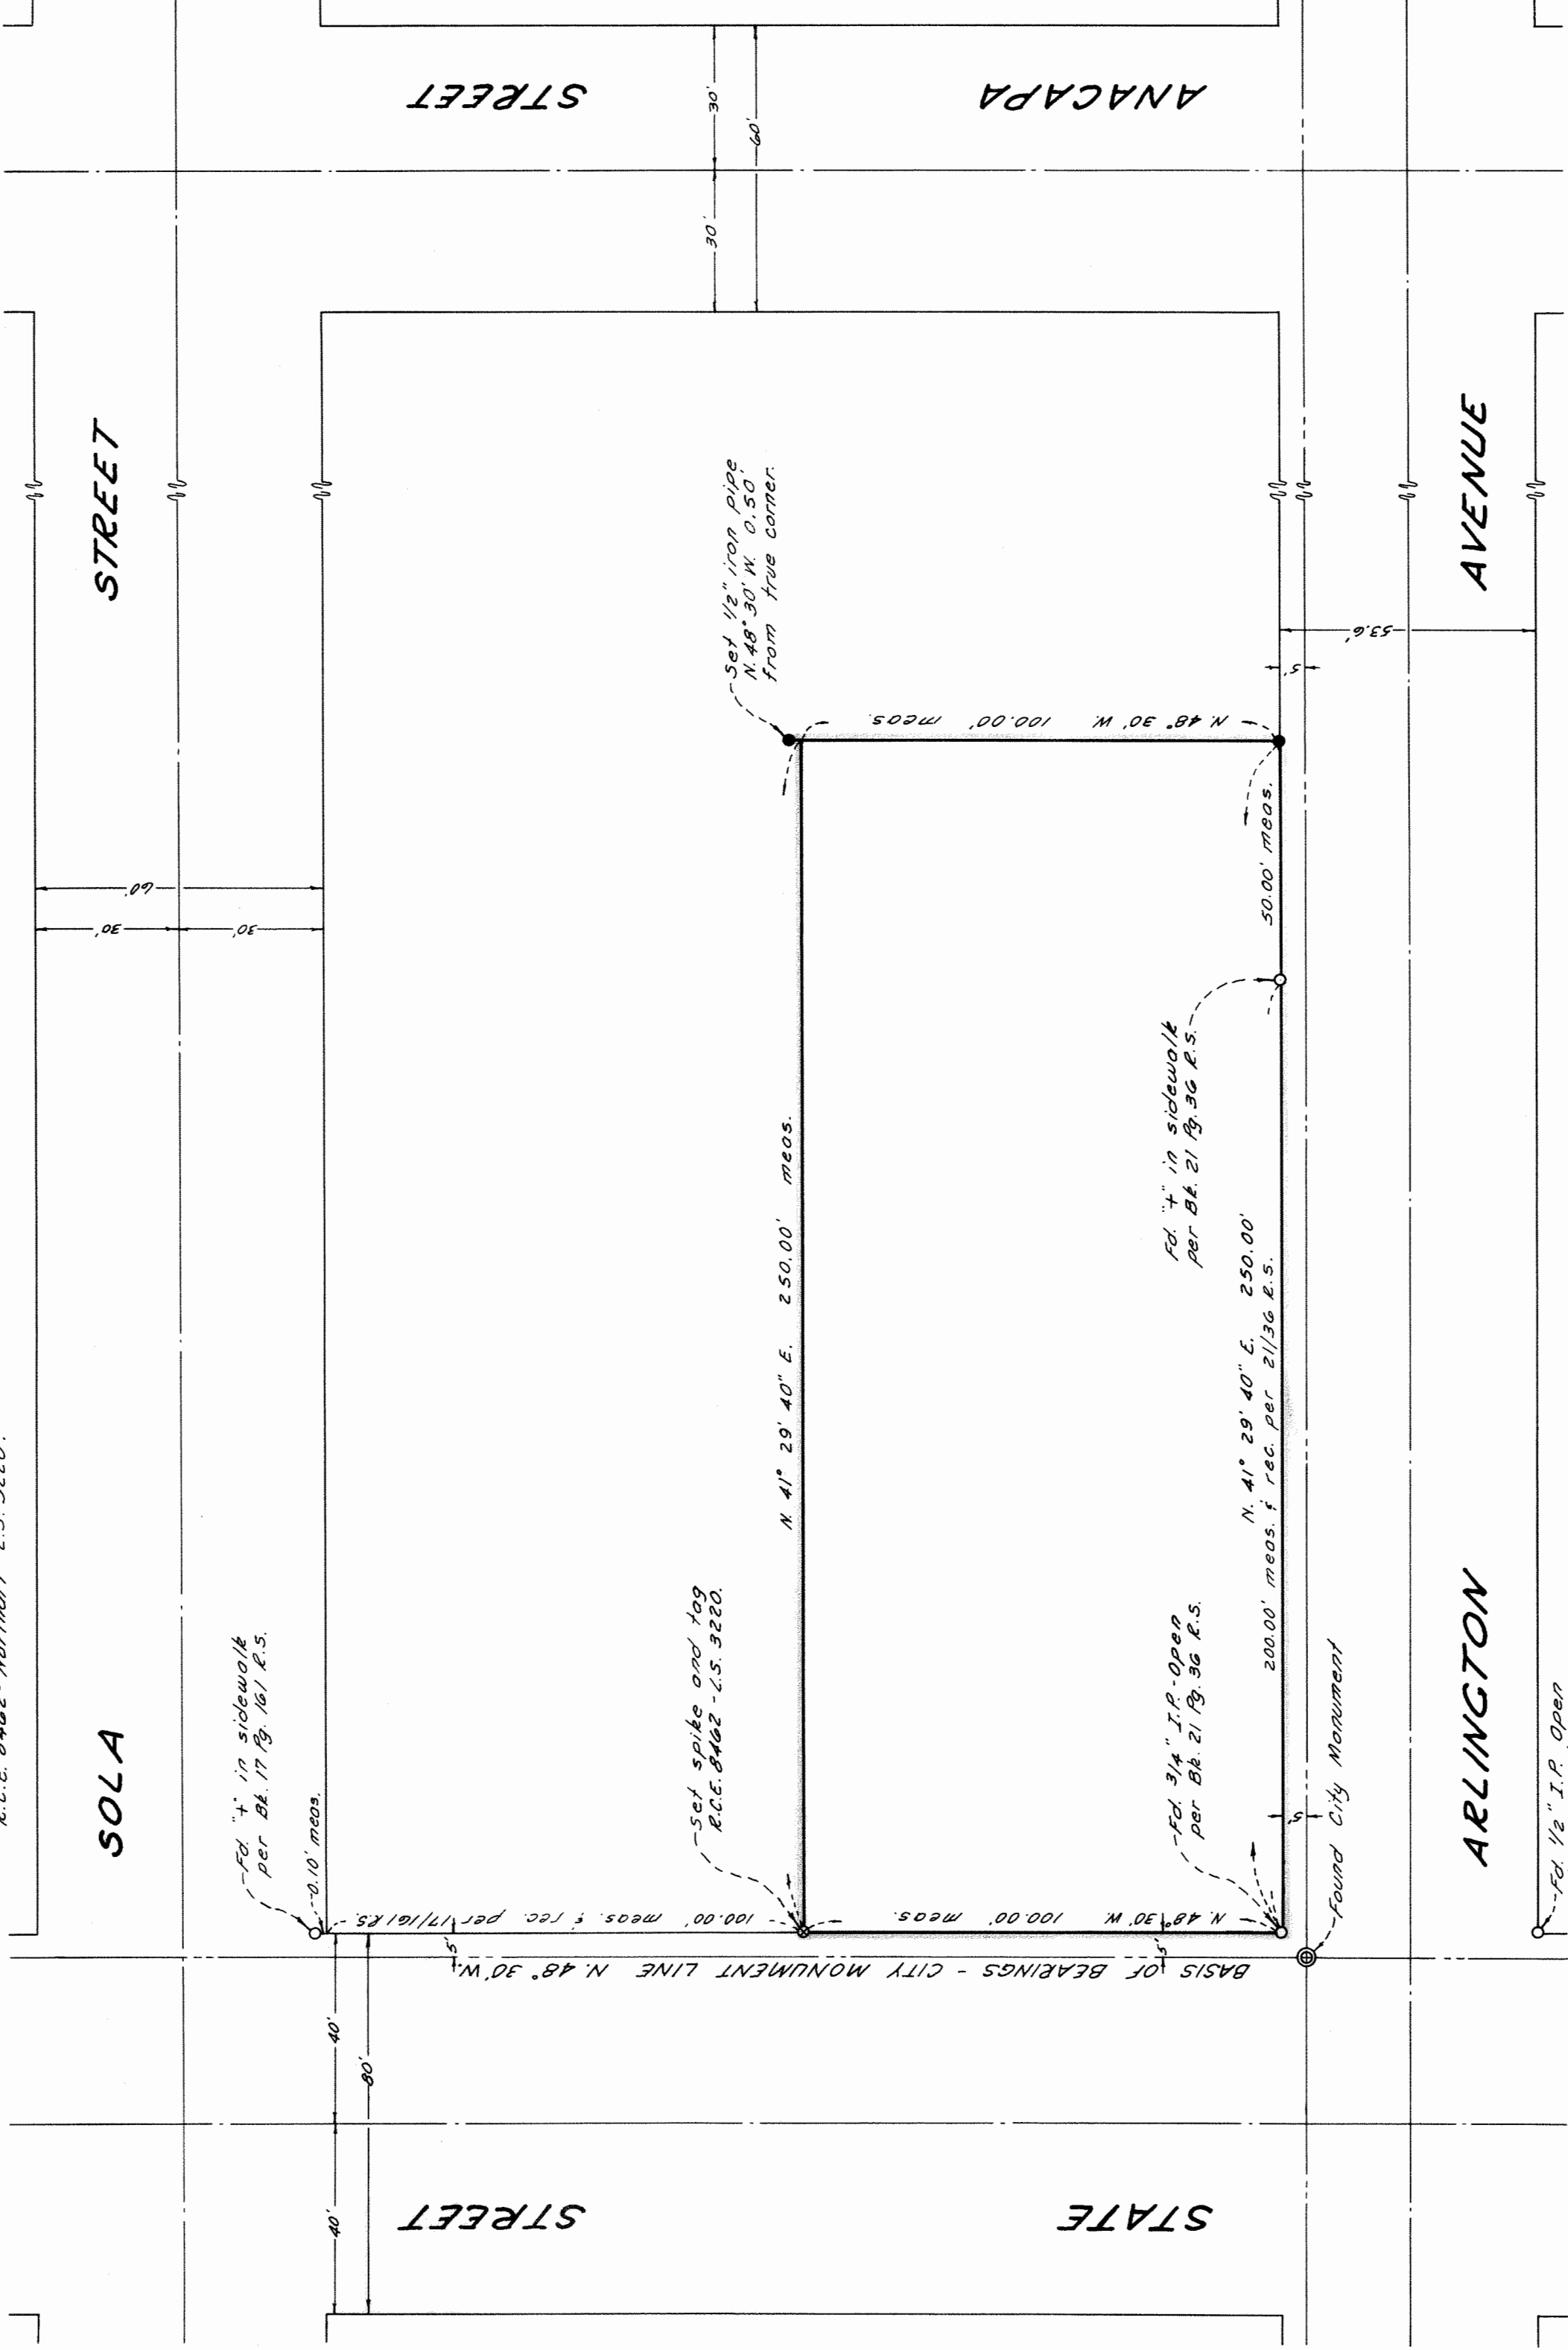 SOLA
STREET
Fd. "+" in sidewalk
per Bk. 17 Pg. 161 R.S.
0.10' meas.
100.00' meas. & rec. per 17/161 R.S.
60'
30'
30'
Set spike and tag
R.C.E. 8462 - L.S. 3220.
N. 41° 29' 40" E. 250.00' meas.
Set 1/2" iron pipe
N. 48° 30' W. 0.50'
from true corner.
N. 48° 30' W. 100.00' meas.
N. 48° 30' W. 100.00' meas.
Fd. 3/4" I.P. - Open
per Bk. 21 Pg. 36 R.S.
Fd. "+" in sidewalk
per Bk. 21 Pg. 36 R.S.
N. 41° 29' 40" E. 250.00'
200.00' meas. & rec. per 21/36 R.S.
50.00' meas.
5'
5'
5'
5'
53.6'
Found City Monument
BASIS OF BEARINGS - CITY MONUMENT LINE N. 48° 30' W.
ARLINGTON
AVENUE
Fd. 1/2" I.P. Open
STATE
STREET
40'
40'
80'
ANACAPA
STREET
30'
30'
60'